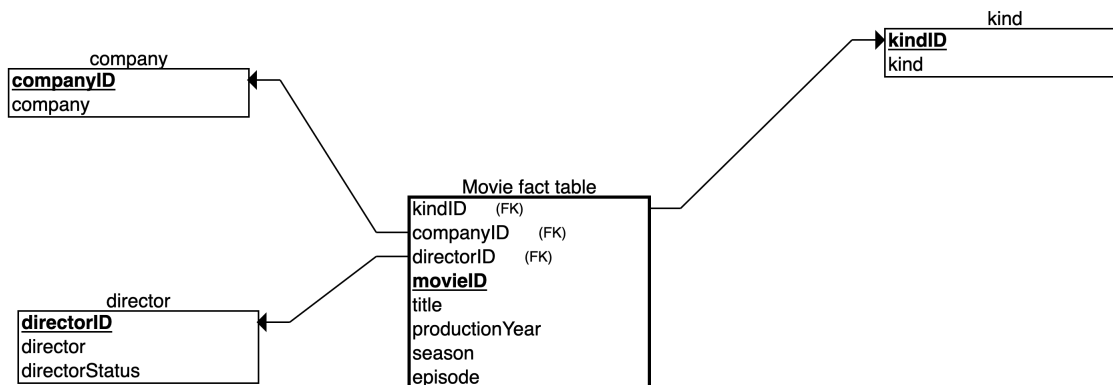 kind
kindID
kind
company
companyID
company
Movie fact table
kindID (FK)
companyID (FK)
directorID (FK)
movieID
title
productionYear
season
episode
director
directorID
director
directorStatus